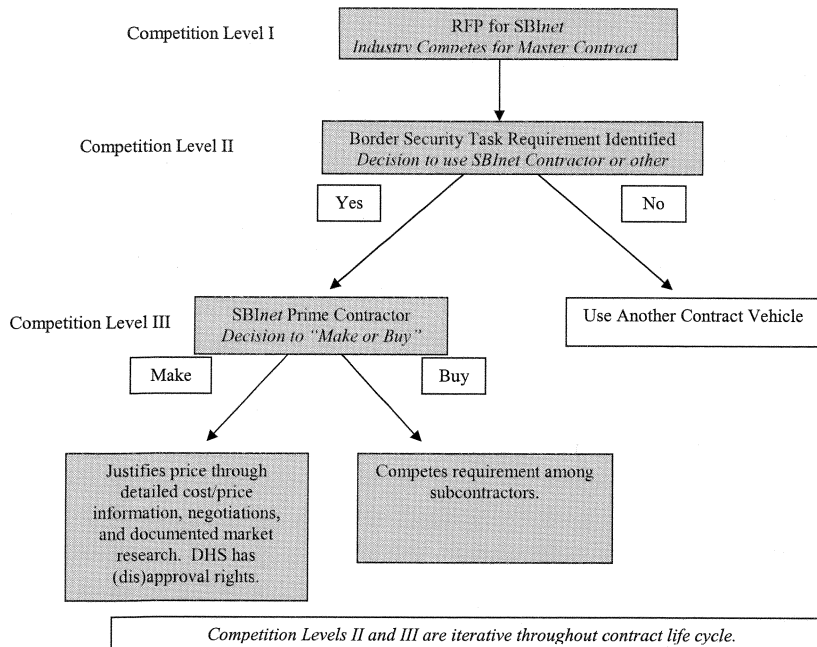 Competition Level I
RFP for SBInet
Industry Competes for Master Contract
Competition Level II
Border Security Task Requirement Identified
Decision to use SBInet Contractor or other
Yes
No
Competition Level III
SBInet Prime Contractor
Decision to "Make or Buy"
Use Another Contract Vehicle
Make
Buy
Justifies price through
detailed cost/price
information, negotiations,
and documented market
research. DHS has
(dis)approval rights.
Competes requirement among
subcontractors.
Competition Levels II and III are iterative throughout contract life cycle.